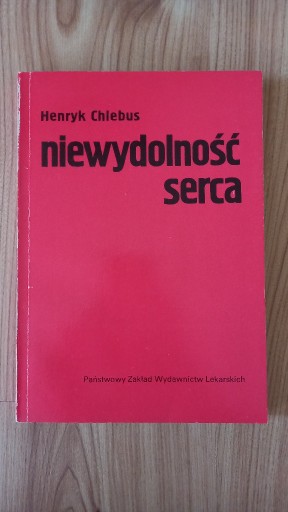 Henryk Chlebus
niewydolność
serca
Państwowy Zakład Wydawnictw Lekarskich